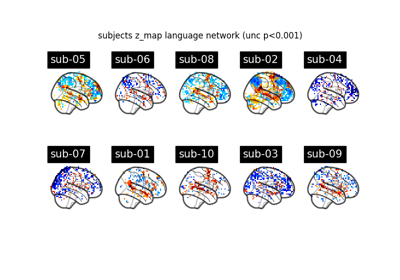 subjects z_map language network (unc p<0.001)
sub-05 sub-06 sub-08 sub-02 sub-04
sub-07 sub-01 sub-10 sub-03 sub-09